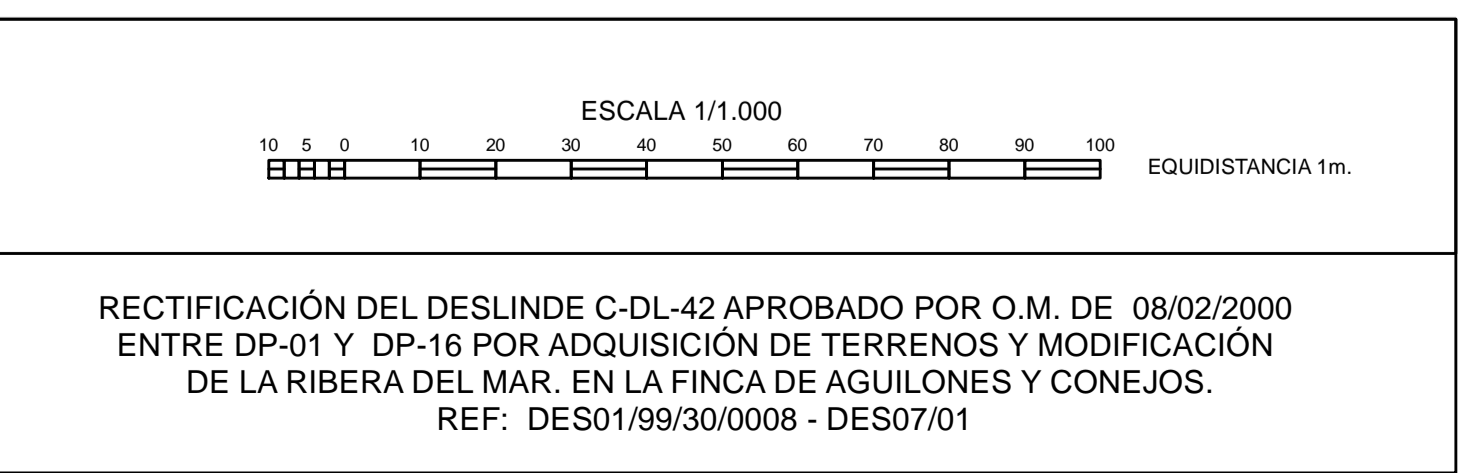 ESCALA 1/1.000
10 5 0 10 20 30 40 50 60 70 80 90 100
EQUIDISTANCIA 1m.
RECTIFICACIÓN DEL DESLINDE C-DL-42 APROBADO POR O.M. DE 08/02/2000
ENTRE DP-01 Y DP-16 POR ADQUISICIÓN DE TERRENOS Y MODIFICACIÓN
DE LA RIBERA DEL MAR. EN LA FINCA DE AGUILONES Y CONEJOS.
REF: DES01/99/30/0008 - DES07/01